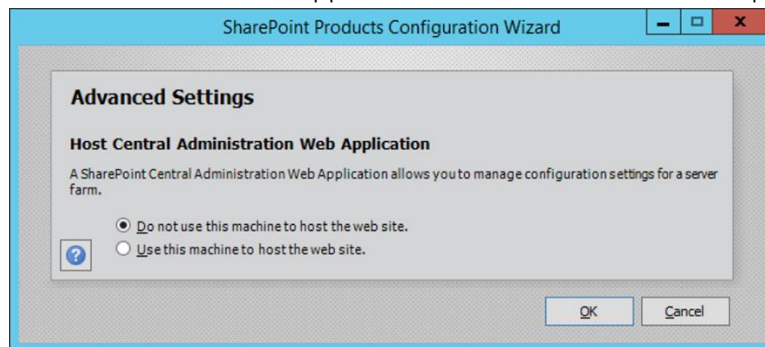 SharePoint Products Configuration Wizard
Advanced Settings
Host Central Administration Web Application
A SharePoint Central Administration Web Application allows you to manage configuration settings for a server
farm.
Do not use this machine to host the web site.
Use this machine to host the web site.
OK
Cancel